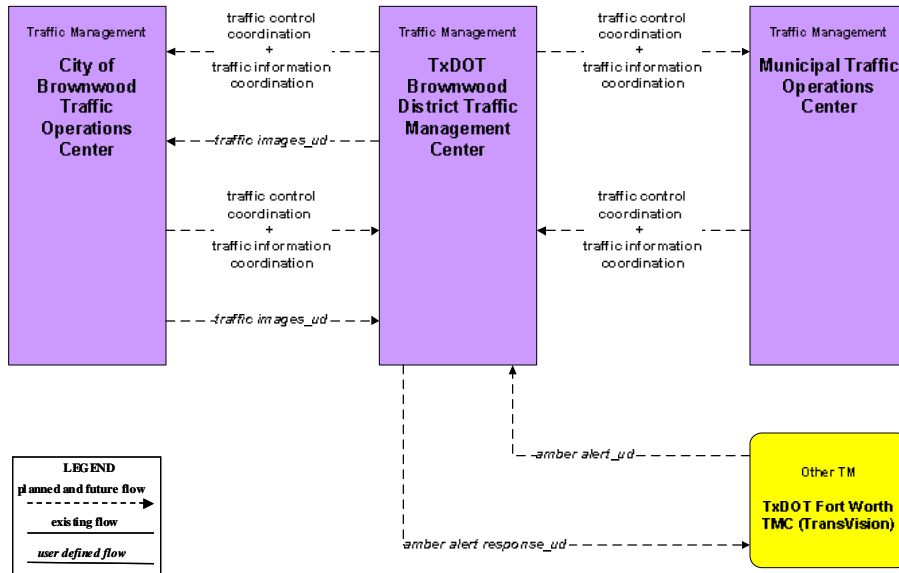 Traffic Management
City of
Brownwood
Traffic
Operations
Center
traffic control
coordination
+
traffic information
coordination
traffic images_ud
traffic control
coordination
+
traffic information
coordination
traffic images_ud
Traffic Management
TxDOT
Brownwood
District Traffic
Management
Center
traffic control
coordination
+
traffic information
coordination
traffic control
coordination
+
traffic information
coordination
Traffic Management
Municipal Traffic
Operations
Center
amber alert_ud
amber alert response_ud
Other TM
TxDOT Fort Worth
TMC (TransVision)
LEGEND
planned and future flow
existing flow
user defined flow